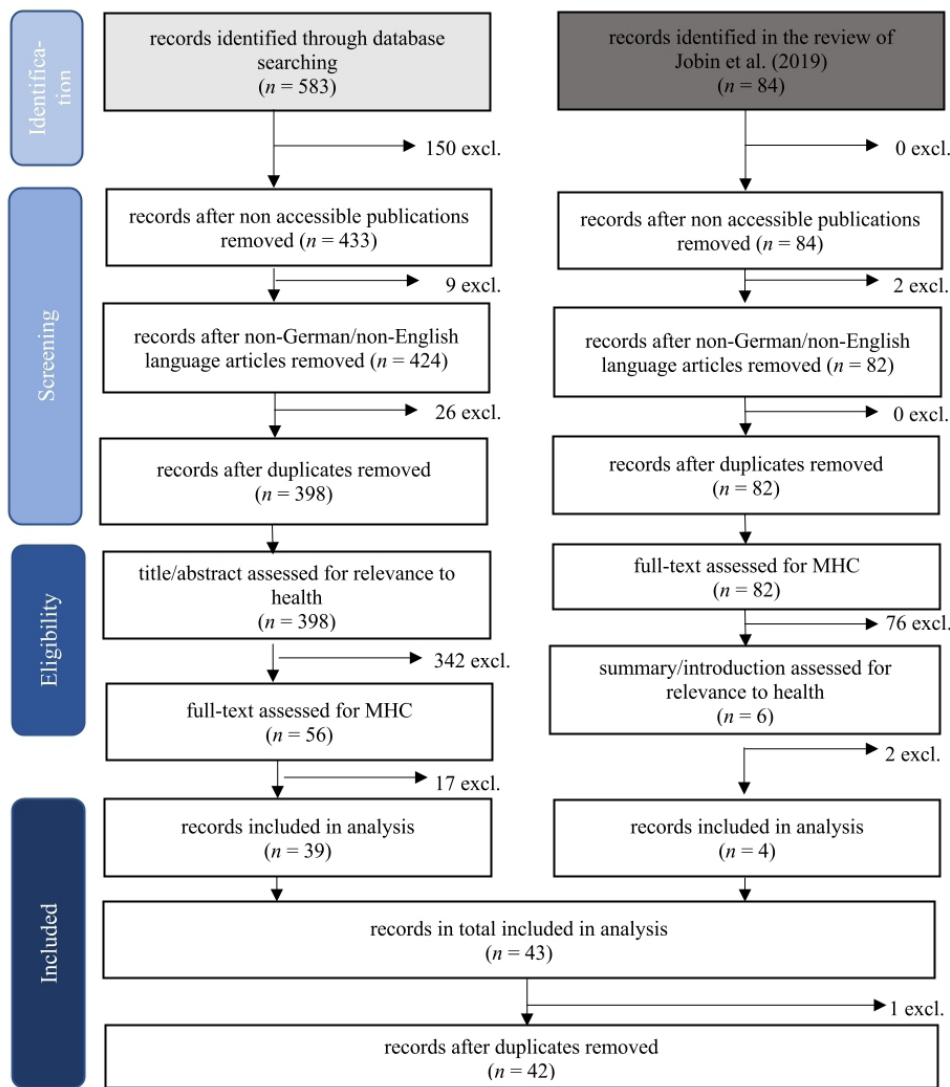 Identifica-
tion
records identified through database
searching
(n = 583)
records identified in the review of
Jobin et al. (2019)
(n = 84)
150 excl.
0 excl.
Screening
records after non accessible publications
removed (n = 433)
records after non accessible publications
removed (n = 84)
9 excl.
2 excl.
records after non-German/non-English
language articles removed (n = 424)
records after non-German/non-English
language articles removed (n = 82)
26 excl.
0 excl.
records after duplicates removed
(n = 398)
records after duplicates removed
(n = 82)
Eligibility
title/abstract assessed for relevance to
health
(n = 398)
full-text assessed for MHC
(n = 82)
342 excl.
76 excl.
full-text assessed for MHC
(n = 56)
summary/introduction assessed for
relevance to health
(n = 6)
17 excl.
2 excl.
Included
records included in analysis
(n = 39)
records included in analysis
(n = 4)
records in total included in analysis
(n = 43)
1 excl.
records after duplicates removed
(n = 42)